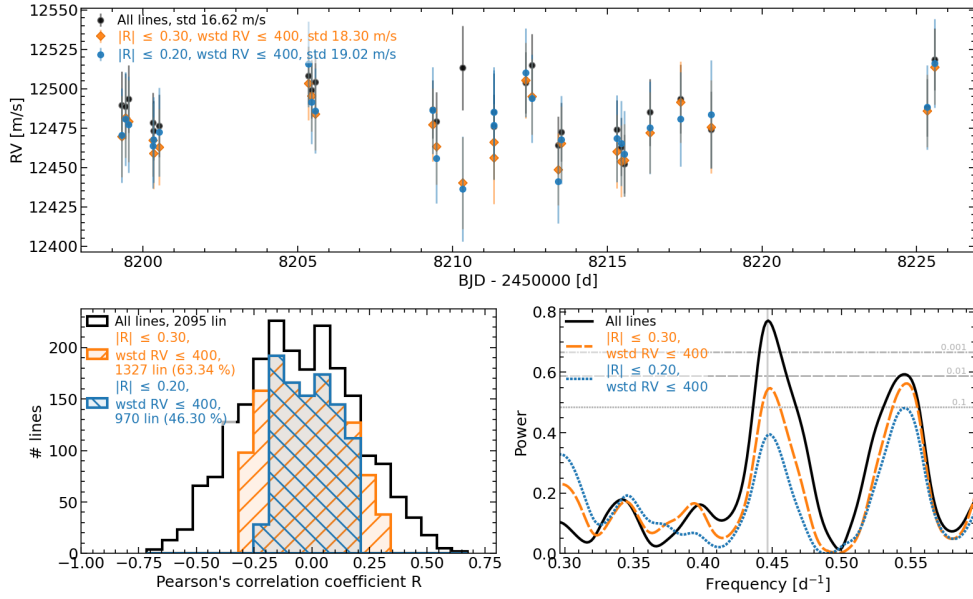 12550
12525
12500
12475
12450
12425
12400
RV [m/s]
All lines, std 16.62 m/s
|R| ≤ 0.30, wstd RV ≤ 400, std 18.30 m/s
|R| ≤ 0.20, wstd RV ≤ 400, std 19.02 m/s
8200 8205 8210 8215 8220 8225
BJD - 2450000 [d]
200
150
100
50
0
# lines
All lines, 2095 lin
|R| ≤ 0.30,
wstd RV ≤ 400,
1327 lin (63.34 %)
|R| ≤ 0.20,
wstd RV ≤ 400,
970 lin (46.30 %)
−1.00 −0.75 −0.50 −0.25 0.00 0.25 0.50 0.75
Pearson's correlation coefficient R
0.8
0.6
0.4
0.2
0.0
Power
All lines
|R| ≤ 0.30,
wstd RV ≤ 400
|R| ≤ 0.20,
wstd RV ≤ 400
0.001
0.01
0.1
0.30 0.35 0.40 0.45 0.50 0.55
Frequency [d⁻¹]